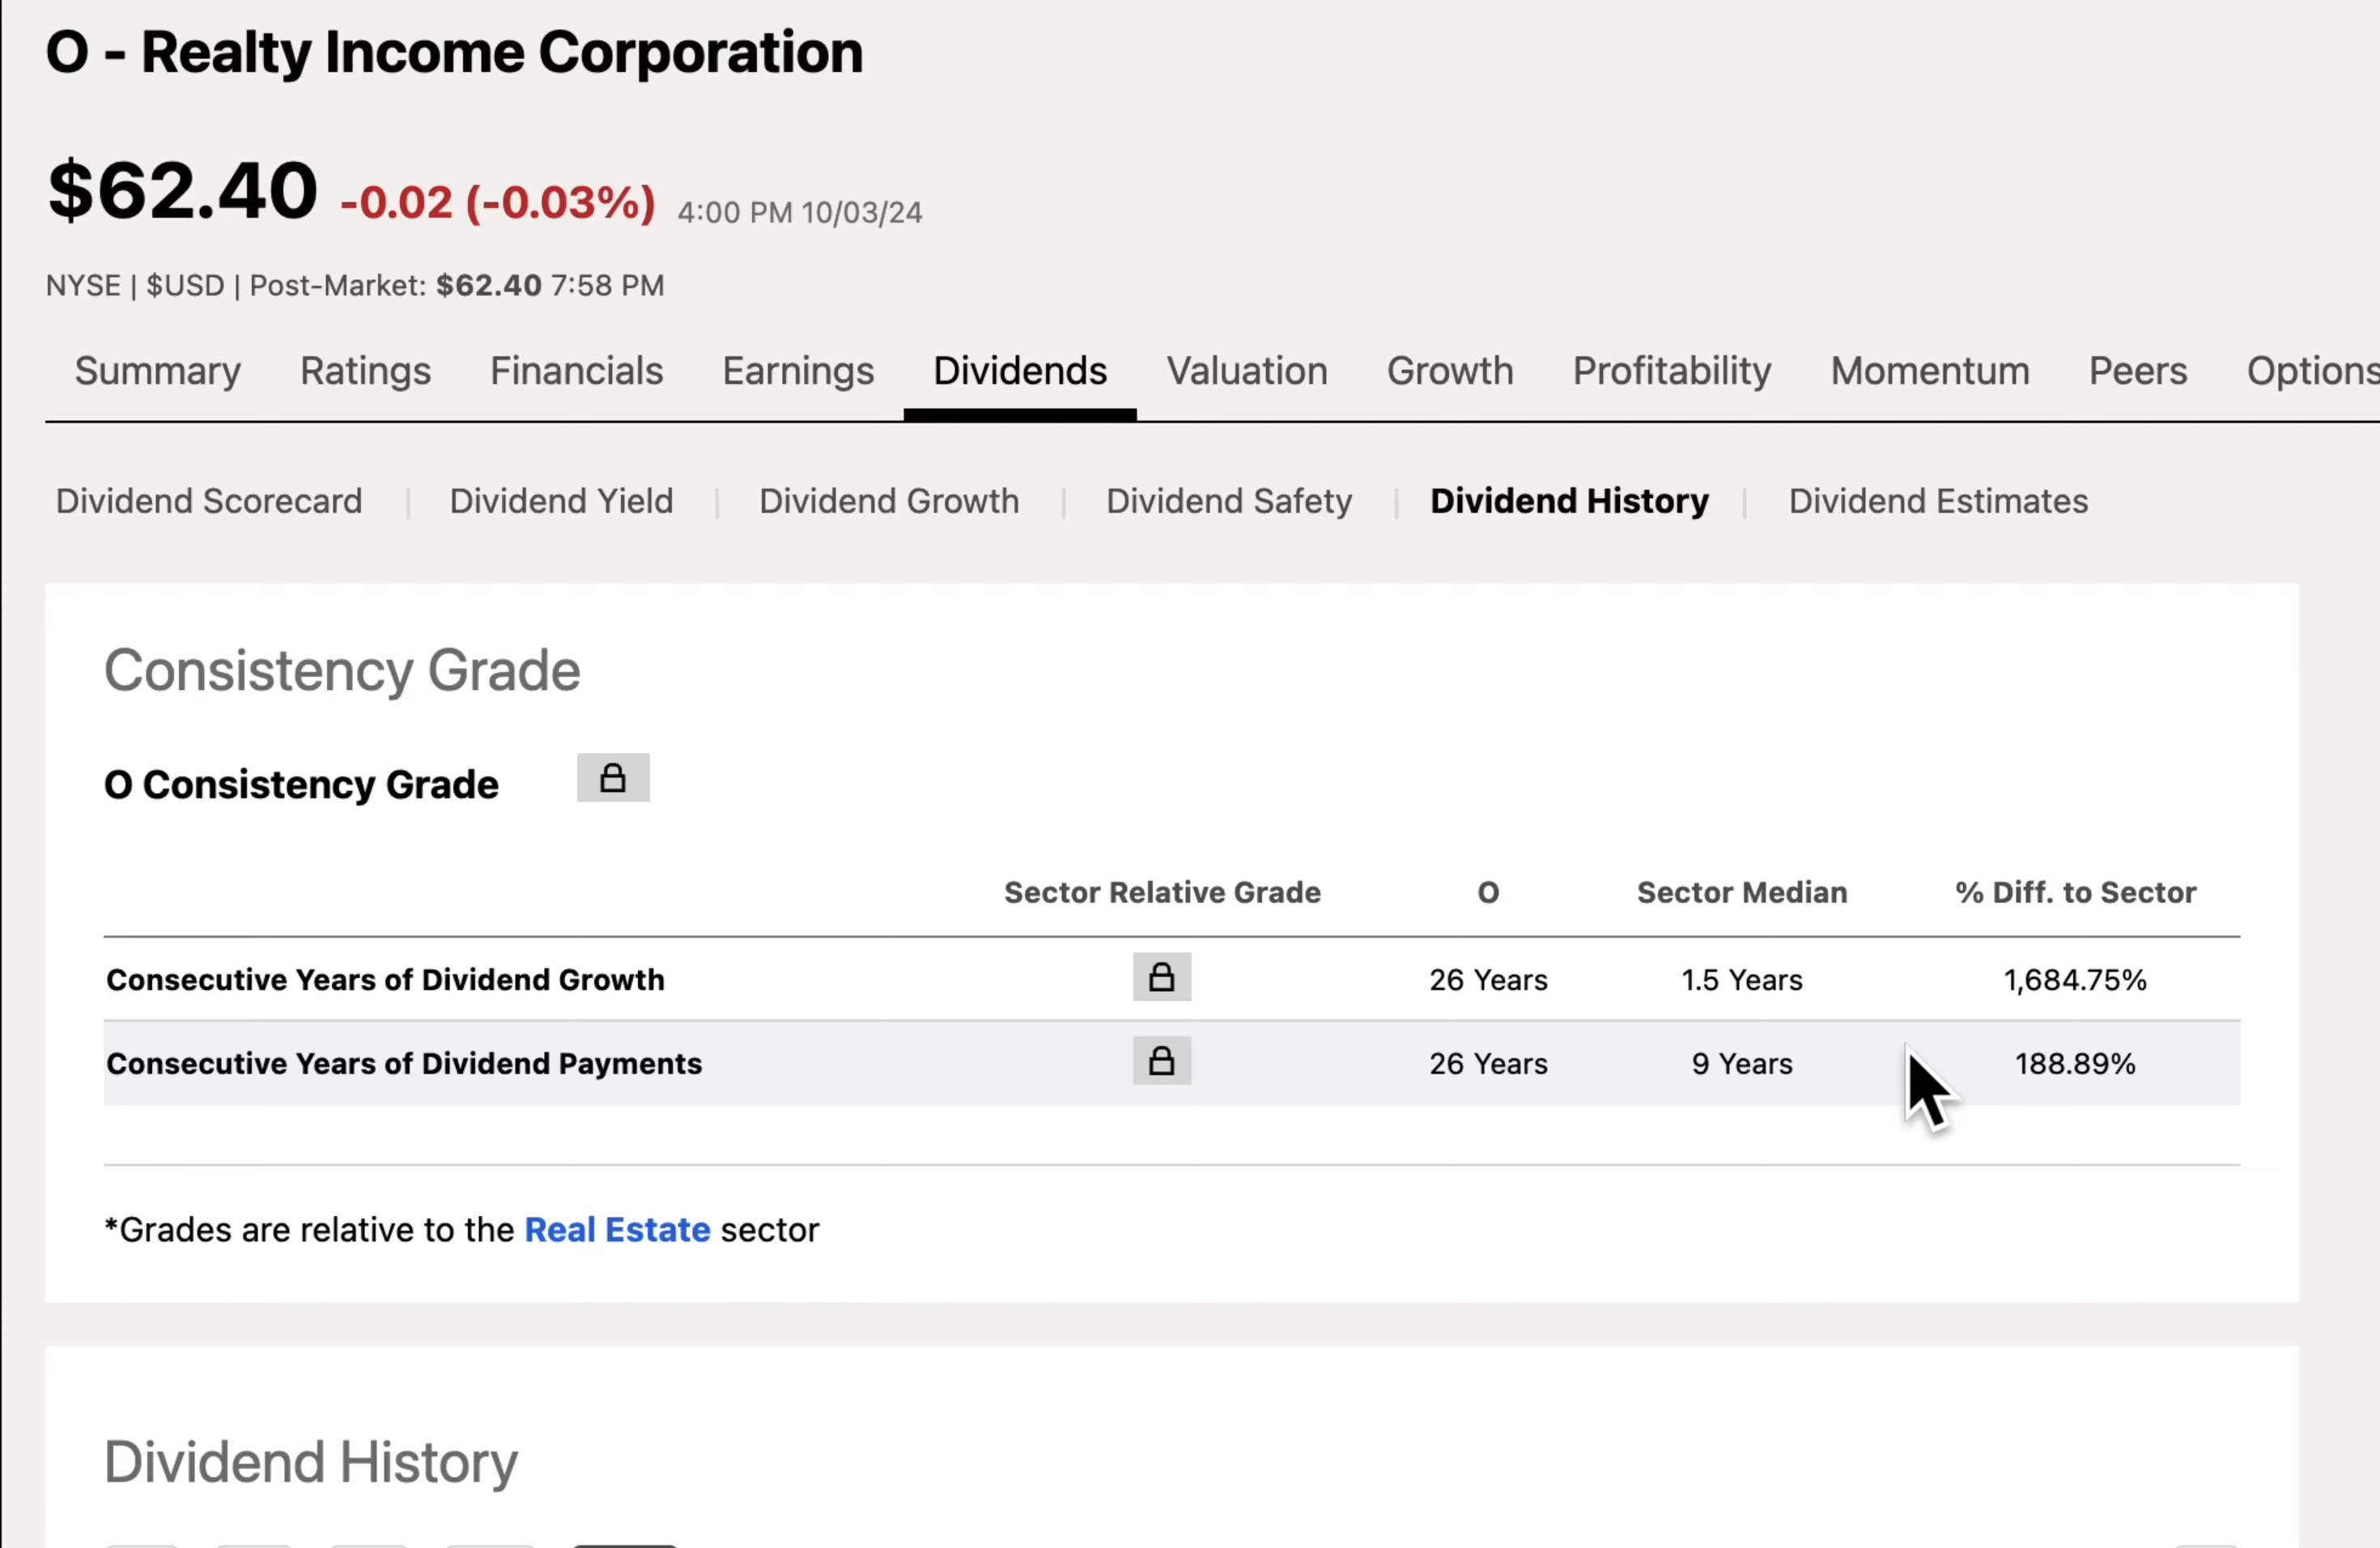 O - Realty Income Corporation
$62.40 -0.02 (-0.03%) 4:00 PM 10/03/24
NYSE | $USD | Post-Market: $62.40 7:58 PM
Summary Ratings Financials Earnings Dividends Valuation Growth Profitability Momentum Peers Options
Dividend Scorecard | Dividend Yield | Dividend Growth | Dividend Safety | Dividend History | Dividend Estimates
Consistency Grade
O Consistency Grade
Sector Relative Grade O Sector Median % Diff. to Sector
Consecutive Years of Dividend Growth 26 Years 1.5 Years 1,684.75%
Consecutive Years of Dividend Payments 26 Years 9 Years 188.89%
*Grades are relative to the Real Estate sector
Dividend History